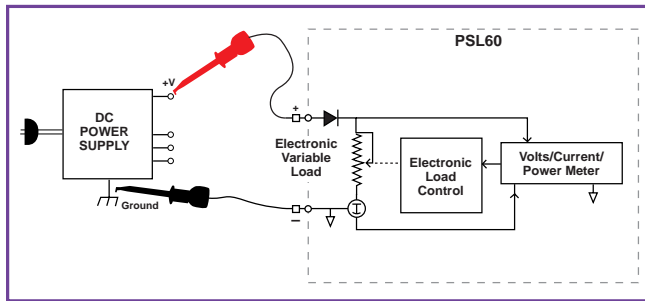 PSL60
+V
DC
POWER
SUPPLY
+
Electronic
Variable
Load
Electronic
Load
Control
Volts/Current/
Power Meter
Ground
–
I